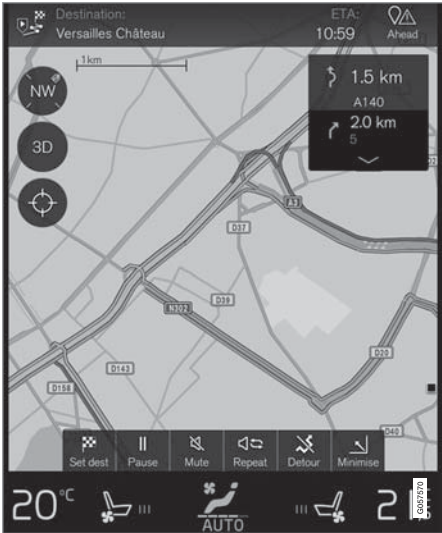 Destination:
Versailles Château
ETA:
10:59
Ahead
1km
NW
3D
1.5 km
A140
2.0 km
5
A3
D37
N302
D39
D143
D158
D20
D40
Set dest
Pause
Mute
Repeat
Detour
Minimise
20°C
AUTO
2
G057570